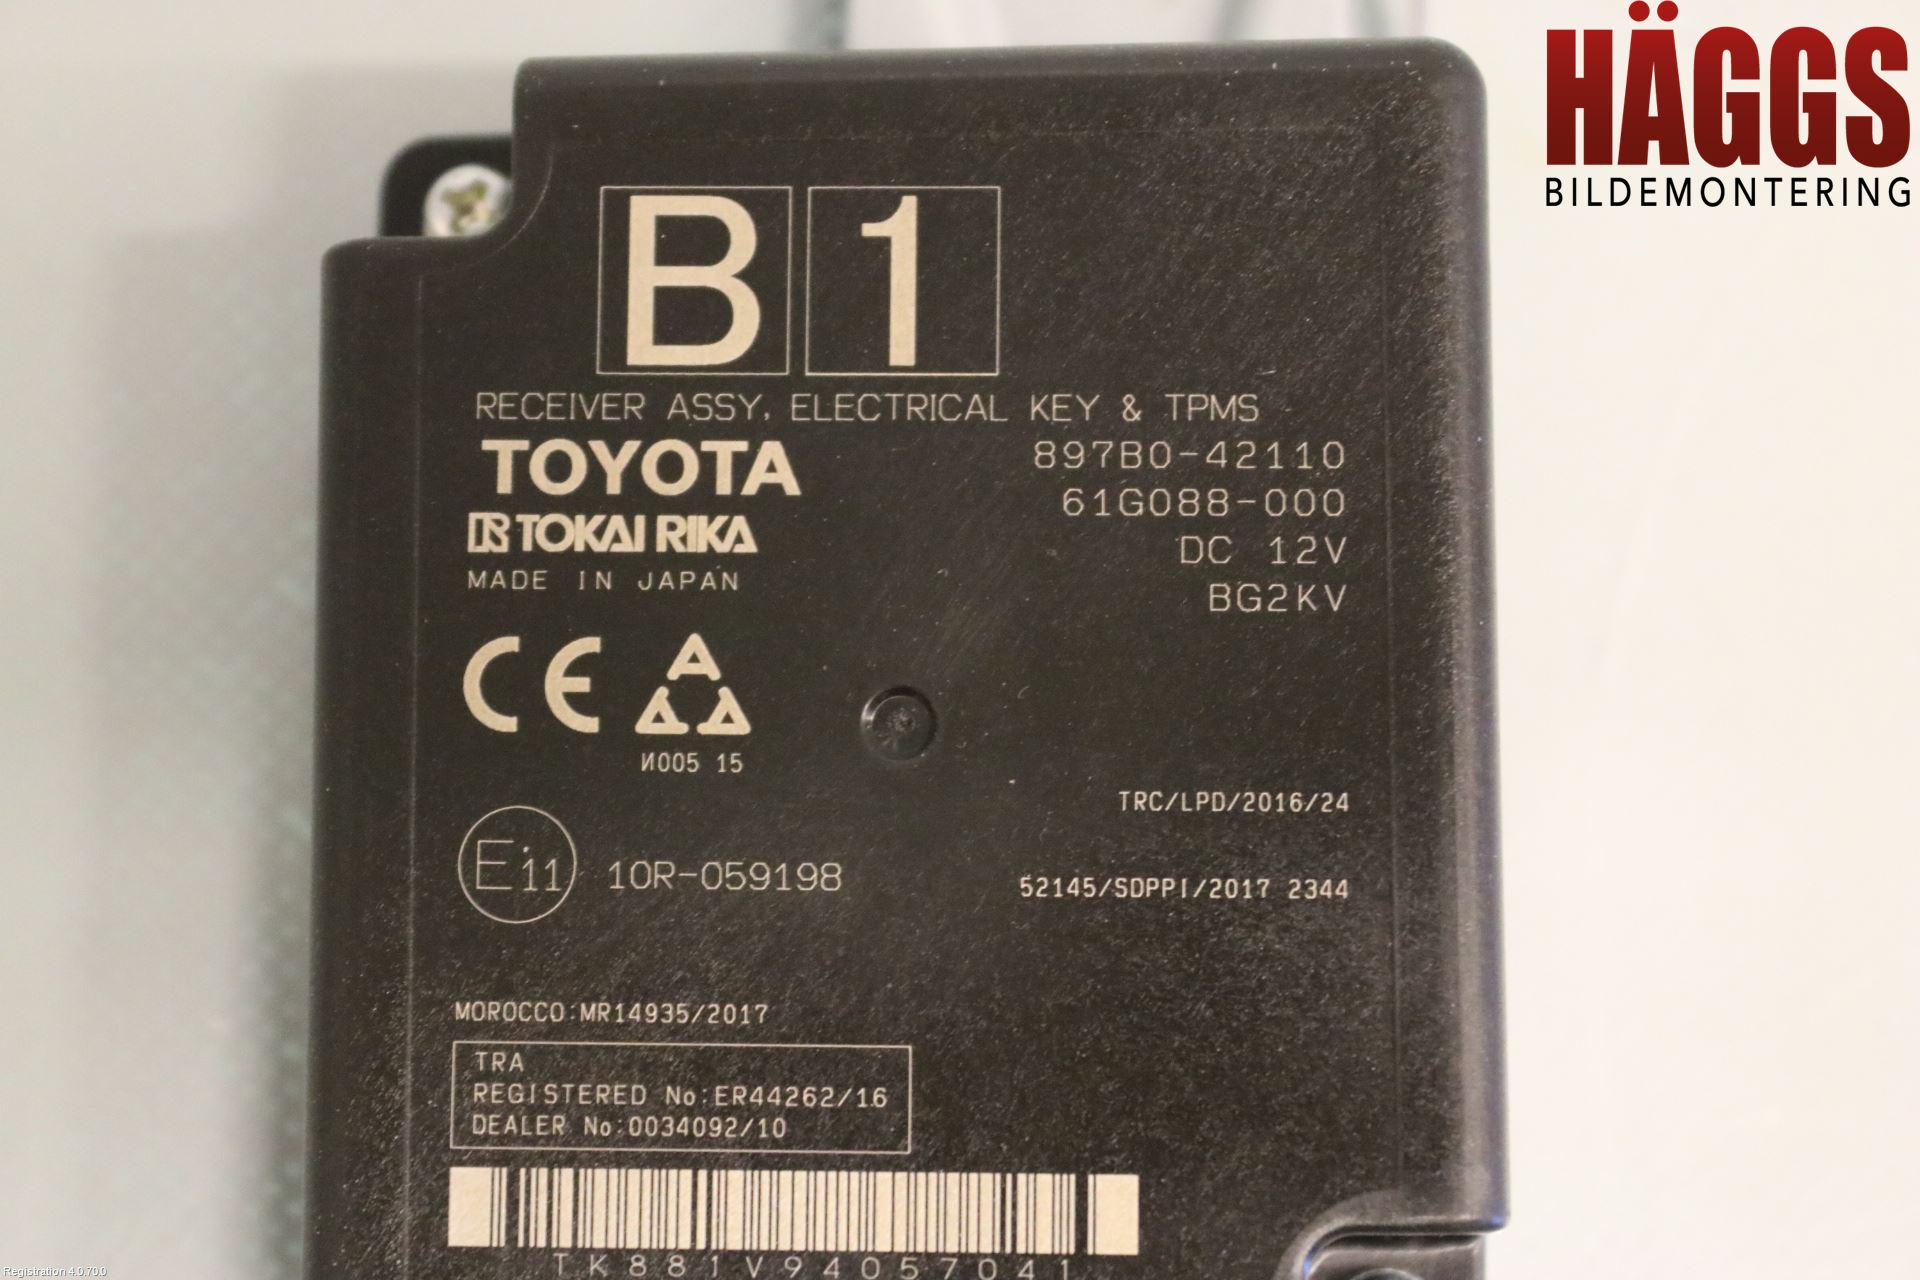 HÄGGS
BILDEMONTERING
B 1
RECEIVER ASSY, ELECTRICAL KEY & TPMS
TOYOTA 897B0-42110
61G088-000
TOKAI RIKA
DC 12V
MADE IN JAPAN
BG2KV
CE
И005 15
TRC/LPD/2016/24
E11 10R-059198
52145/SDPPI/2017 2344
MOROCCO:MR14935/2017
TRA
REGISTERED No:ER44262/16
DEALER No:0034092/10
TK881V94057041
Registration 4.0.70.0